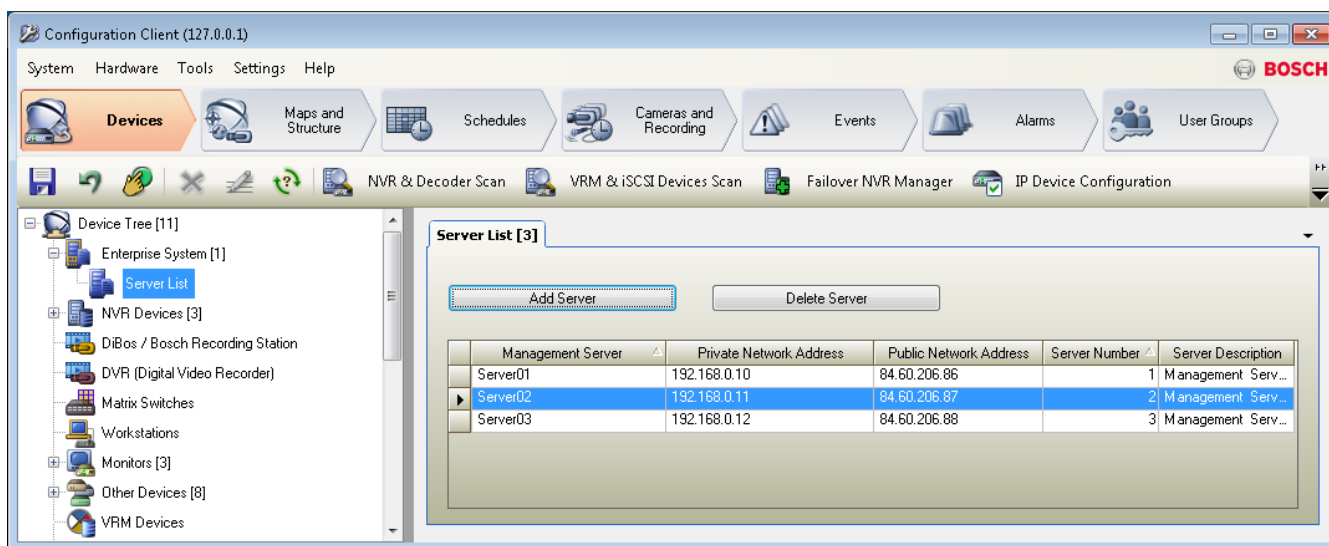 Configuration Client (127.0.0.1)
System Hardware Tools Settings Help
BOSCH
Devices
Maps and
Structure
Schedules
Cameras and
Recording
Events
Alarms
User Groups
NVR & Decoder Scan VRM & iSCSI Devices Scan Failover NVR Manager IP Device Configuration
Device Tree [11]
Enterprise System [1]
Server List
NVR Devices [3]
DiBos / Bosch Recording Station
DVR (Digital Video Recorder)
Matrix Switches
Workstations
Monitors [3]
Other Devices [8]
VRM Devices
Server List [3]
Add Server Delete Server
Management Server Private Network Address Public Network Address Server Number Server Description
Server01 192.168.0.10 84.60.206.86 1 Management Serv...
Server02 192.168.0.11 84.60.206.87 2 Management Serv...
Server03 192.168.0.12 84.60.206.88 3 Management Serv...